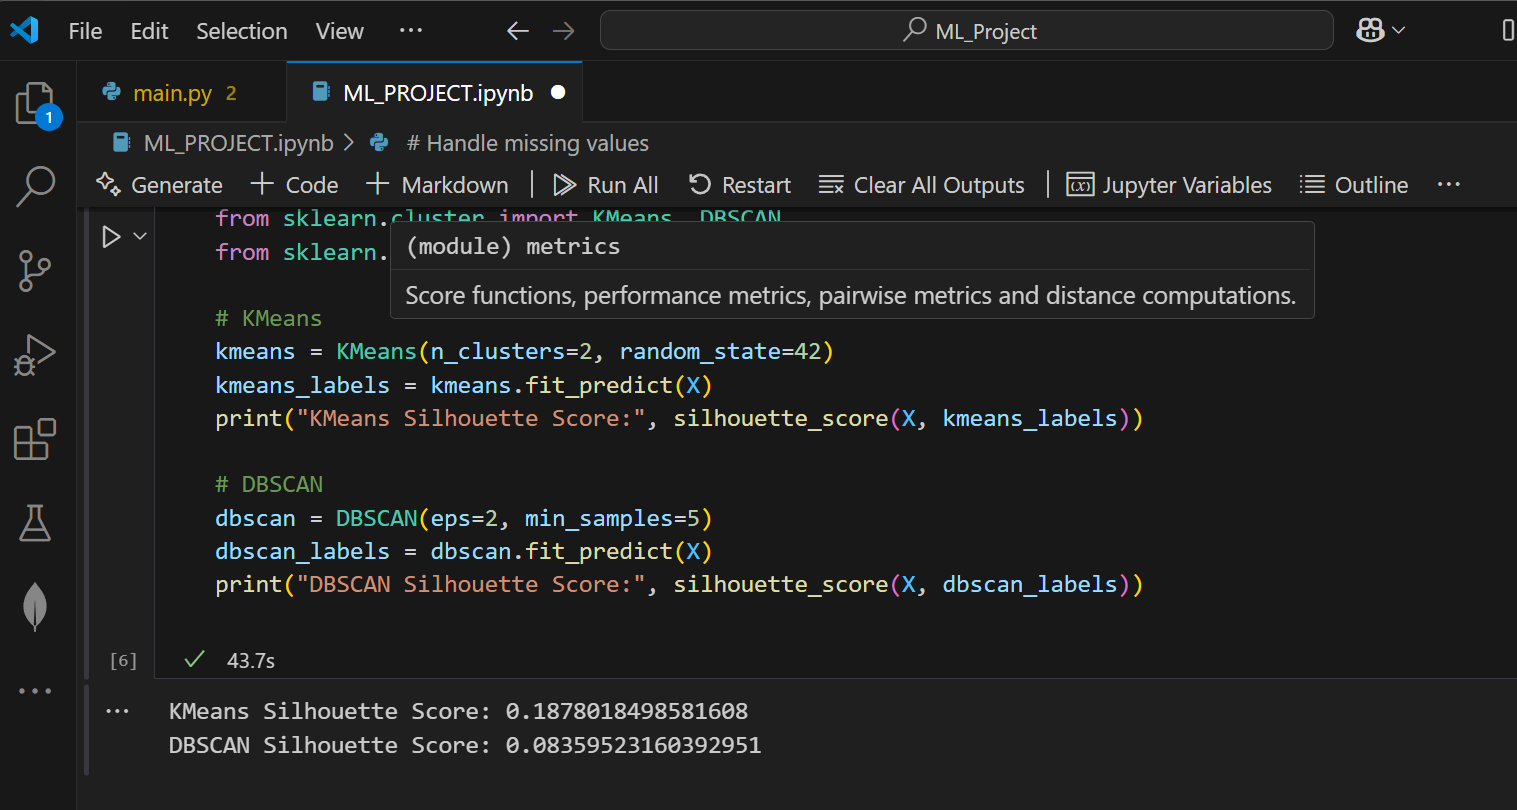 File Edit Selection View ··· ML_Project
main.py 2 ML_PROJECT.ipynb
1
ML_PROJECT.ipynb > # Handle missing values
Generate + Code + Markdown | Run All Restart Clear All Outputs | Jupyter Variables Outline ···
from sklearn.cluster import KMeans, DBSCAN
from sklearn.
(module) metrics
Score functions, performance metrics, pairwise metrics and distance computations.
# KMeans
kmeans = KMeans(n_clusters=2, random_state=42)
kmeans_labels = kmeans.fit_predict(X)
print("KMeans Silhouette Score:", silhouette_score(X, kmeans_labels))
# DBSCAN
dbscan = DBSCAN(eps=2, min_samples=5)
dbscan_labels = dbscan.fit_predict(X)
print("DBSCAN Silhouette Score:", silhouette_score(X, dbscan_labels))
[6] ✓ 43.7s
··· KMeans Silhouette Score: 0.1878018498581608
DBSCAN Silhouette Score: 0.08359523160392951